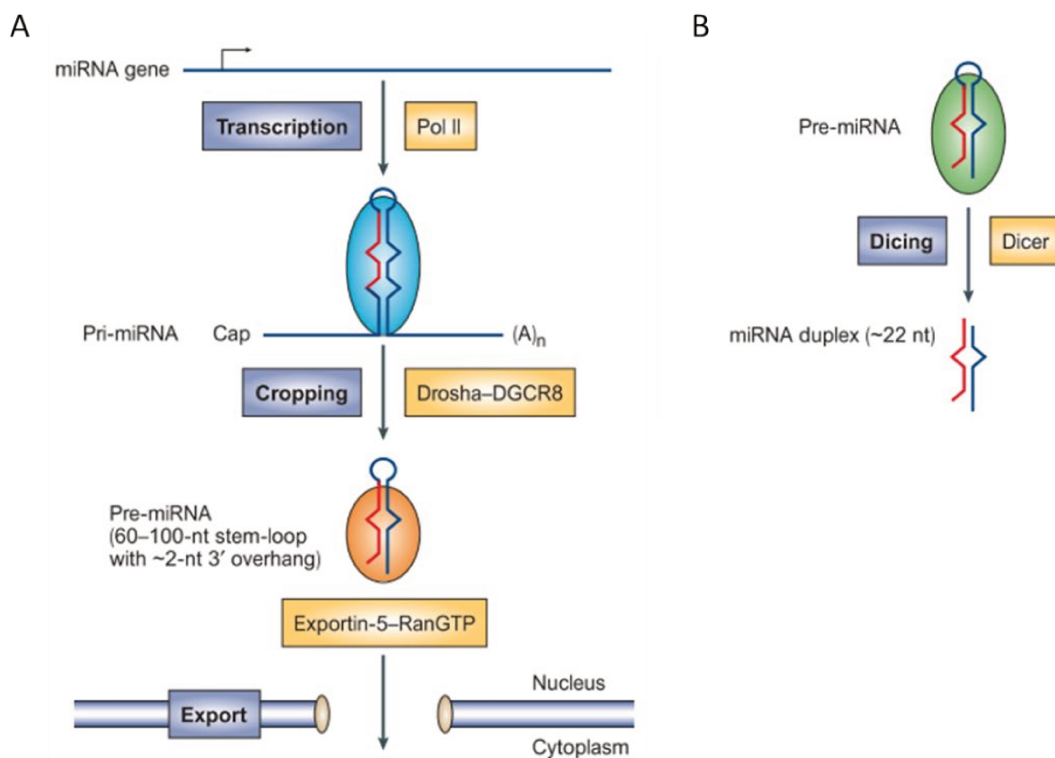 A
miRNA gene
Transcription
Pol II
Pri-miRNA
Cap
(A)n
Cropping
Drosha–DGCR8
Pre-miRNA
(60–100-nt stem-loop
with ~2-nt 3′ overhang)
Exportin-5–RanGTP
Nucleus
Export
Cytoplasm
B
Pre-miRNA
Dicing
Dicer
miRNA duplex (~22 nt)